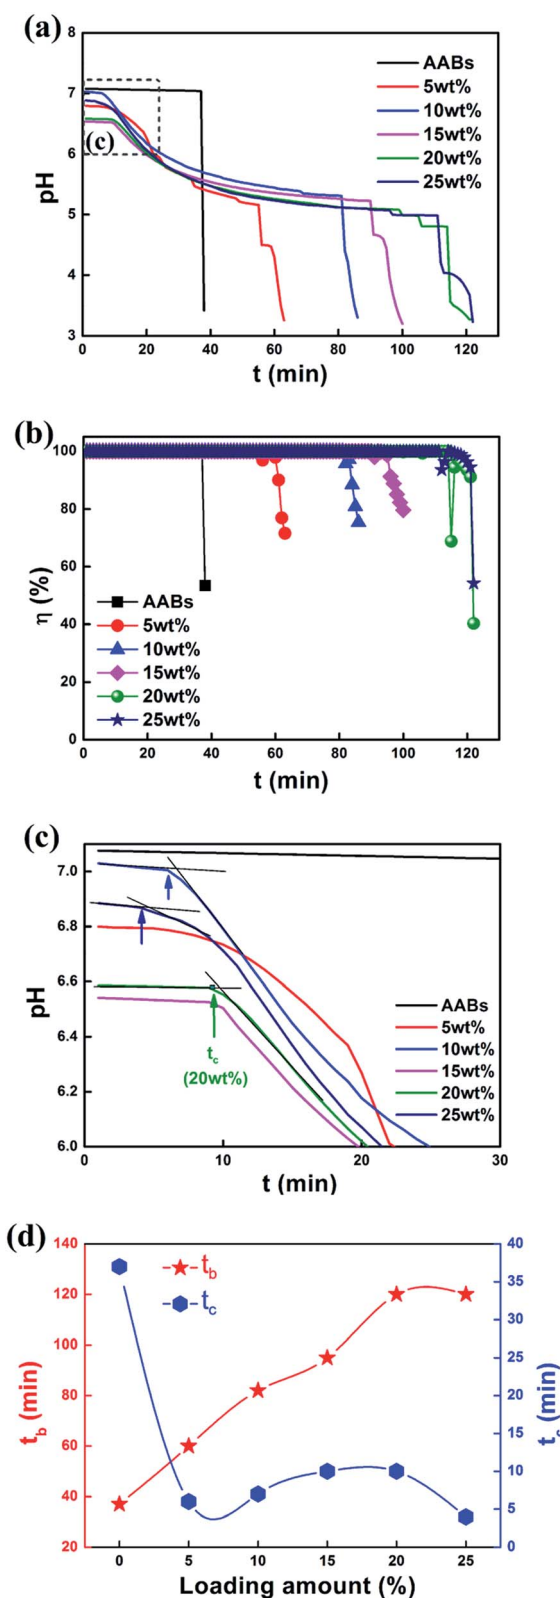 (a)
8
7
6
5
4
3
pH
(c)
AABs
5wt%
10wt%
15wt%
20wt%
25wt%
0 20 40 60 80 100 120
t (min)
(b)
100
80
60
40
20
0
η (%)
AABs
5wt%
10wt%
15wt%
20wt%
25wt%
0 20 40 60 80 100 120
t (min)
(c)
7.0
6.8
6.6
6.4
6.2
6.0
pH
tc
(20wt%)
AABs
5wt%
10wt%
15wt%
20wt%
25wt%
0 10 20 30
t (min)
(d)
140
120
100
80
60
40
20
tb (min)
tb
tc
40
35
30
25
20
15
10
5
0
tc (min)
0 5 10 15 20 25
Loading amount (%)